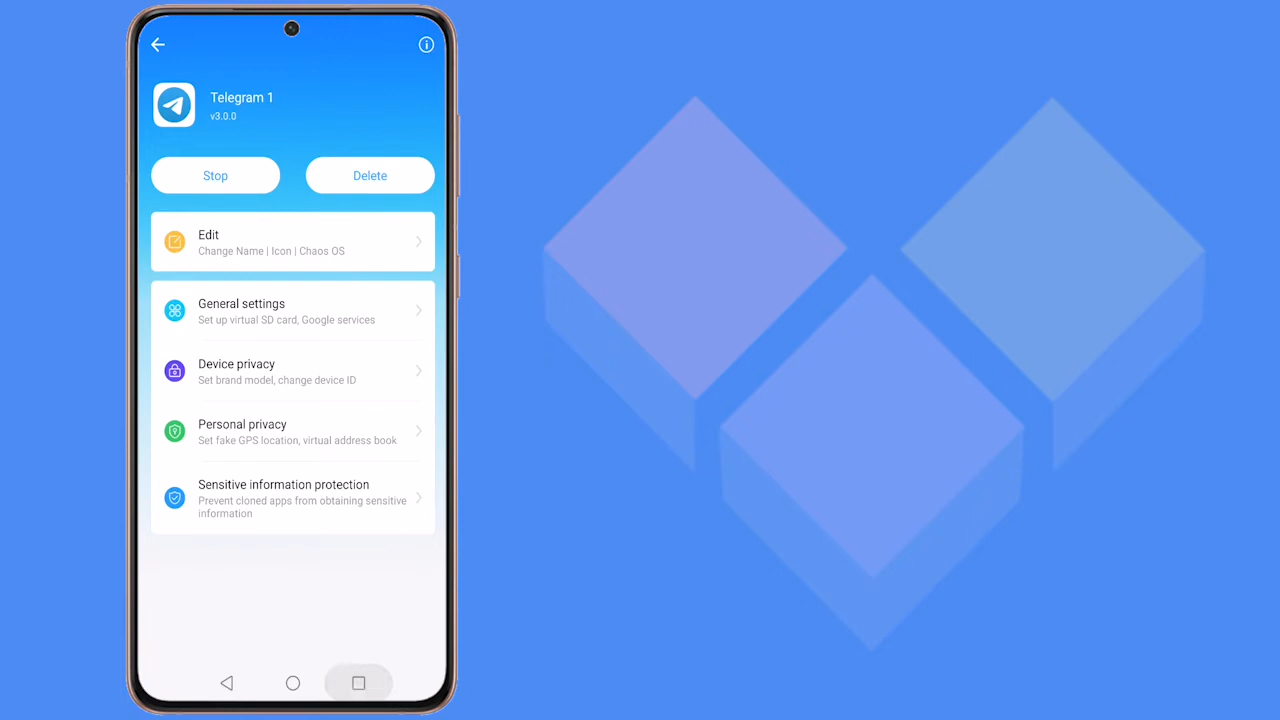 Telegram 1
v3.0.0
Stop
Delete
Edit
Change Name | Icon | Chaos OS
General settings
Set up virtual SD card, Google services
Device privacy
Set brand model, change device ID
Personal privacy
Set fake GPS location, virtual address book
Sensitive information protection
Prevent cloned apps from obtaining sensitive
information